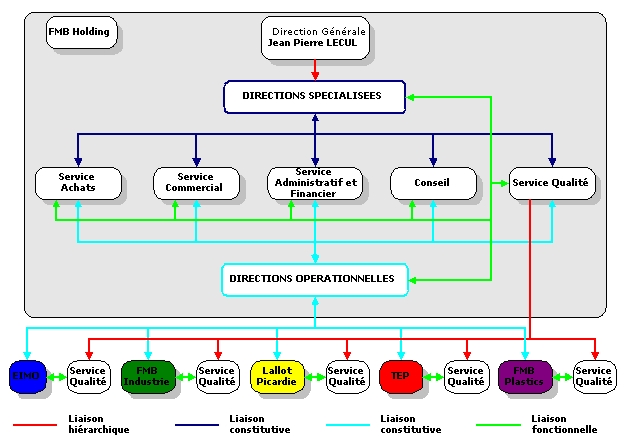 FMB Holding
Direction Générale
Jean Pierre LECUL
DIRECTIONS SPECIALISEES
Service
Achats
Service
Commercial
Service
Administratif et
Financier
Conseil
Service Qualité
DIRECTIONS OPERATIONNELLES
EIMO
Service
Qualité
FMB
Industrie
Service
Qualité
Lallot
Picardie
Service
Qualité
TEP
Service
Qualité
FMB
Plastics
Service
Qualité
Liaison
hiérarchique
Liaison
constitutive
Liaison
constitutive
Liaison
fonctionnelle